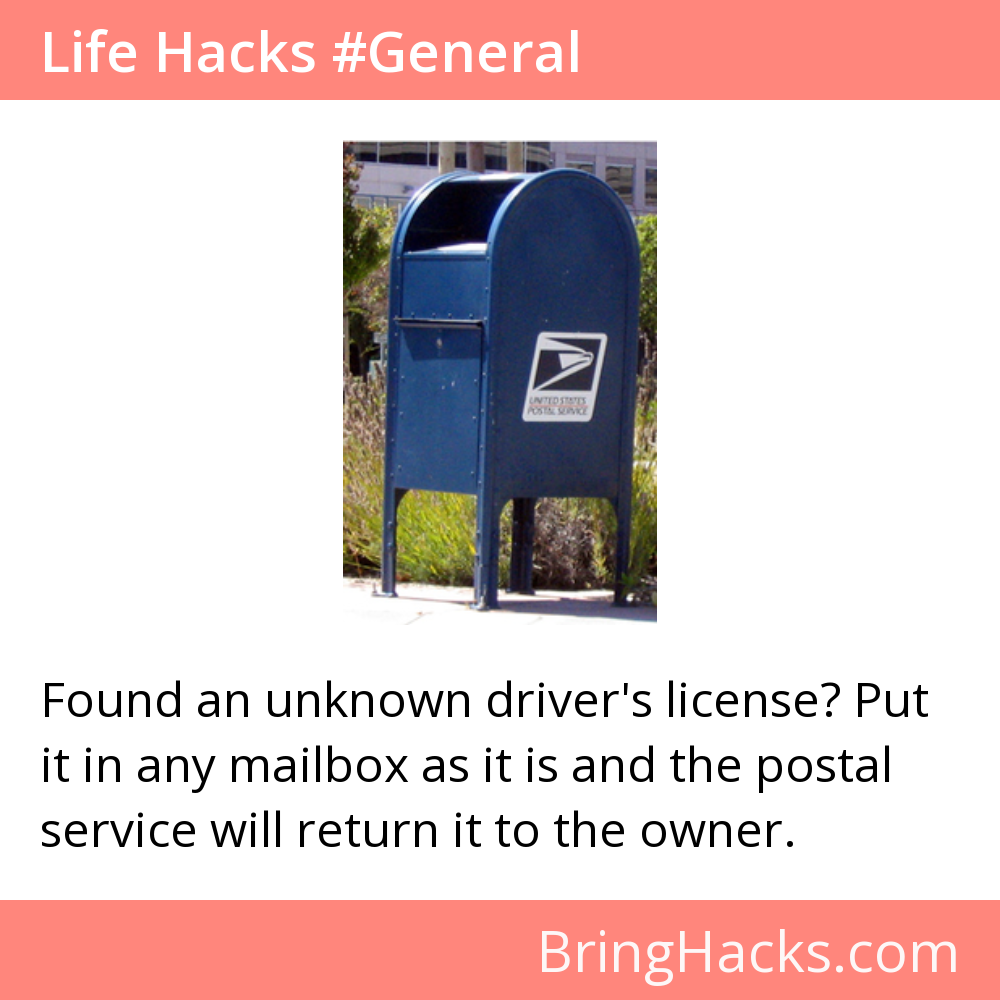 Life Hacks #General
UNITED STATES
POSTAL SERVICE
Found an unknown driver's license? Put
it in any mailbox as it is and the postal
service will return it to the owner.
BringHacks.com